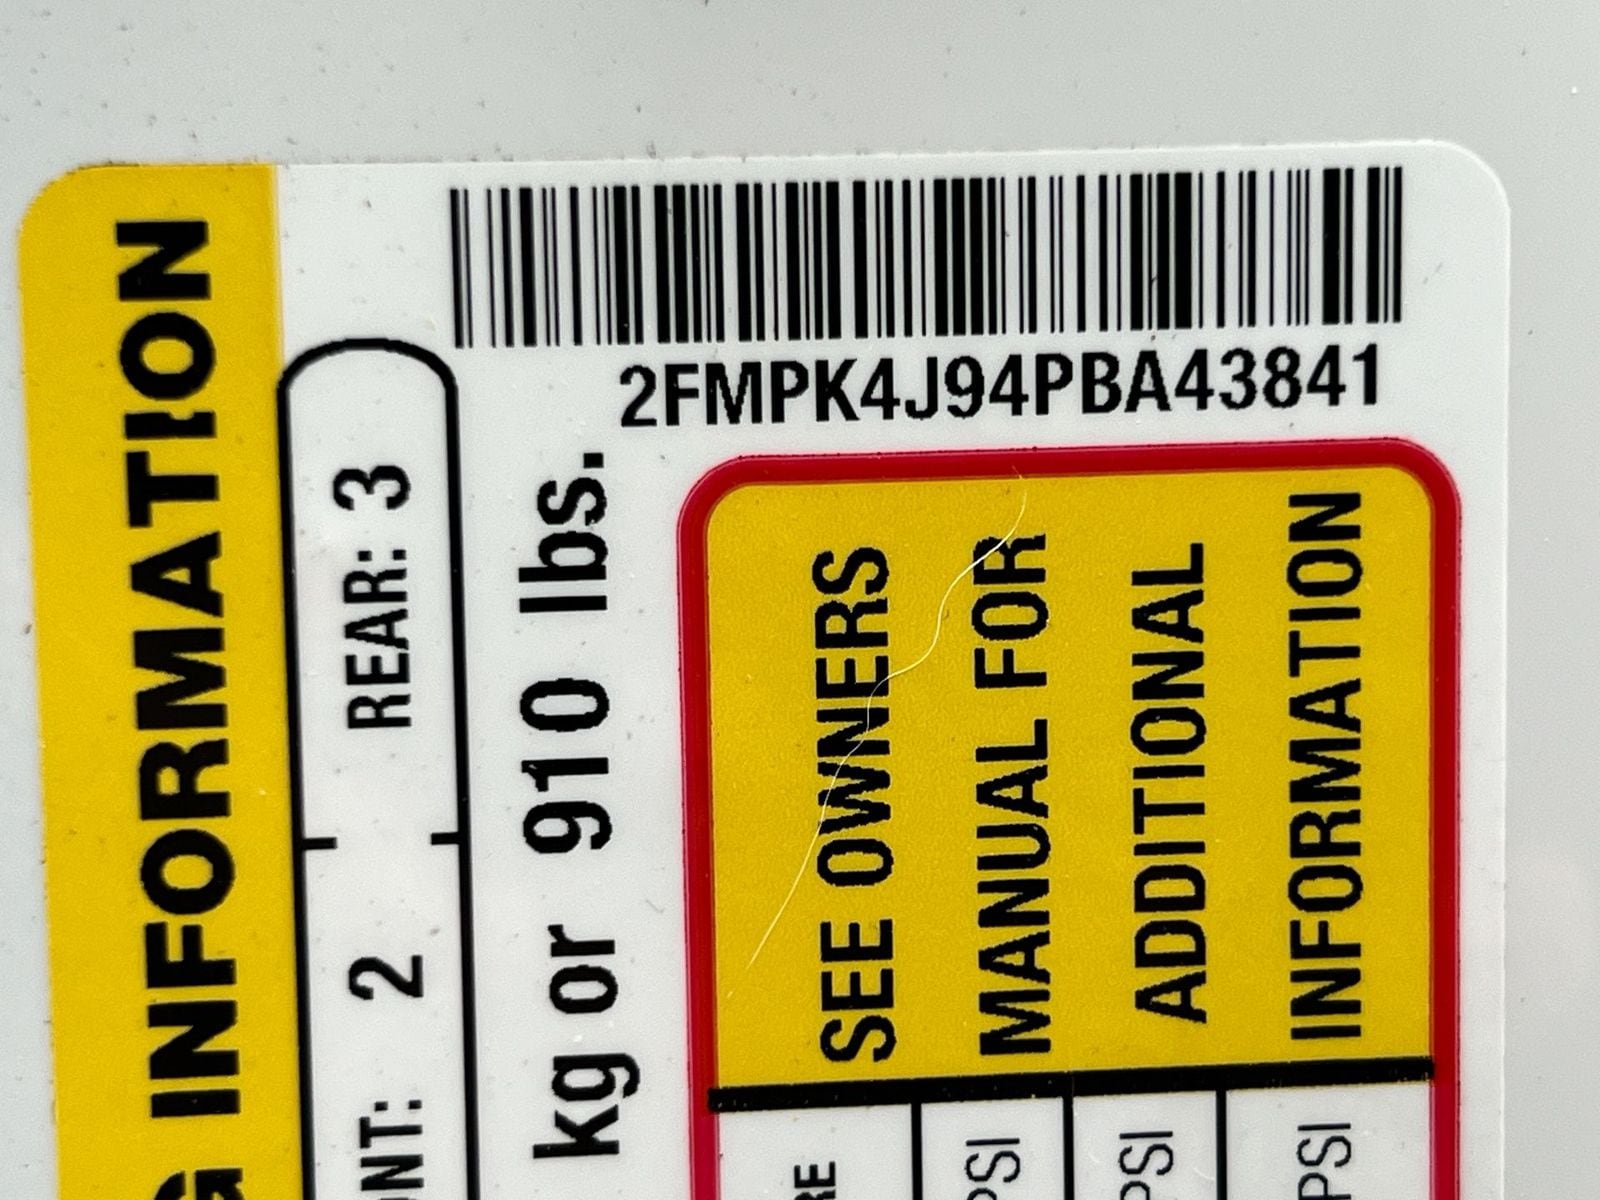 2FMPK4J94PBA43841
INFORMATION
2 REAR: 3
kg or 910 lbs.
SEE OWNERS
MANUAL FOR
ADDITIONAL
INFORMATION
PSI
PSI
PSI